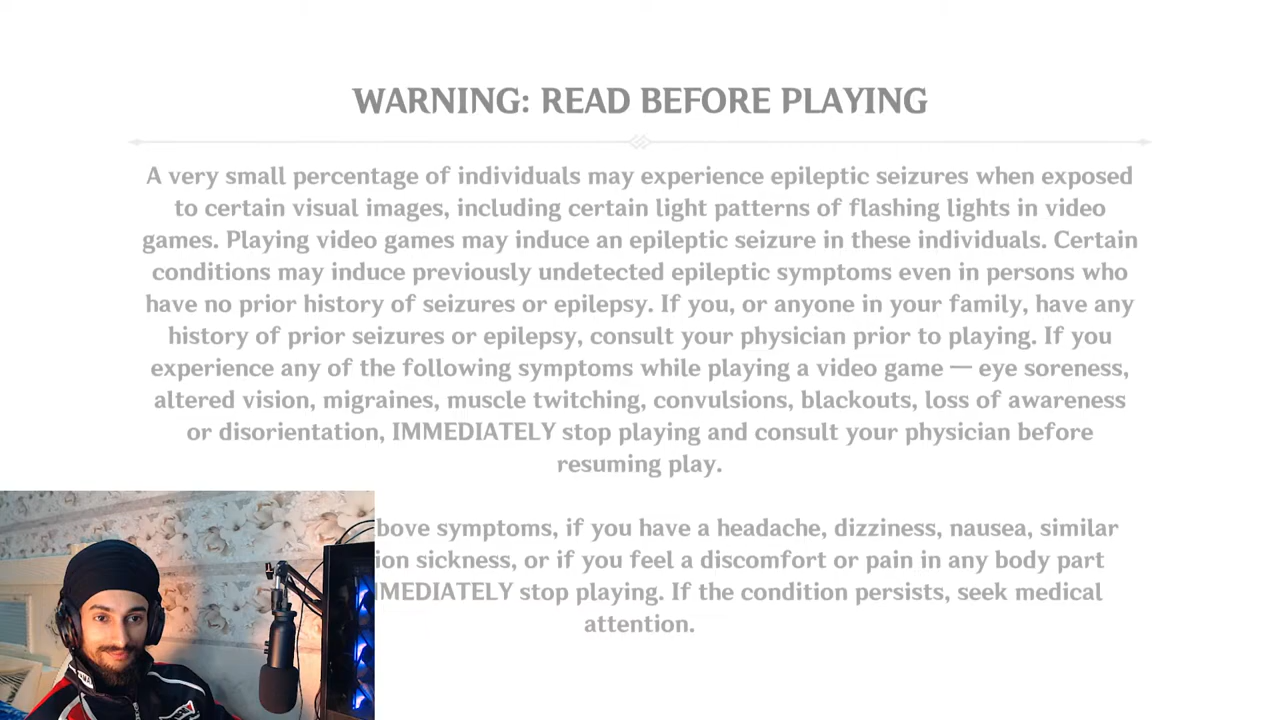 WARNING: READ BEFORE PLAYING
A very small percentage of individuals may experience epileptic seizures when exposed
to certain visual images, including certain light patterns of flashing lights in video
games. Playing video games may induce an epileptic seizure in these individuals. Certain
conditions may induce previously undetected epileptic symptoms even in persons who
have no prior history of seizures or epilepsy. If you, or anyone in your family, have any
history of prior seizures or epilepsy, consult your physician prior to playing. If you
experience any of the following symptoms while playing a video game — eye soreness,
altered vision, migraines, muscle twitching, convulsions, blackouts, loss of awareness
or disorientation, IMMEDIATELY stop playing and consult your physician before
resuming play.
bove symptoms, if you have a headache, dizziness, nausea, similar
ion sickness, or if you feel a discomfort or pain in any body part
MMEDIATELY stop playing. If the condition persists, seek medical
attention.